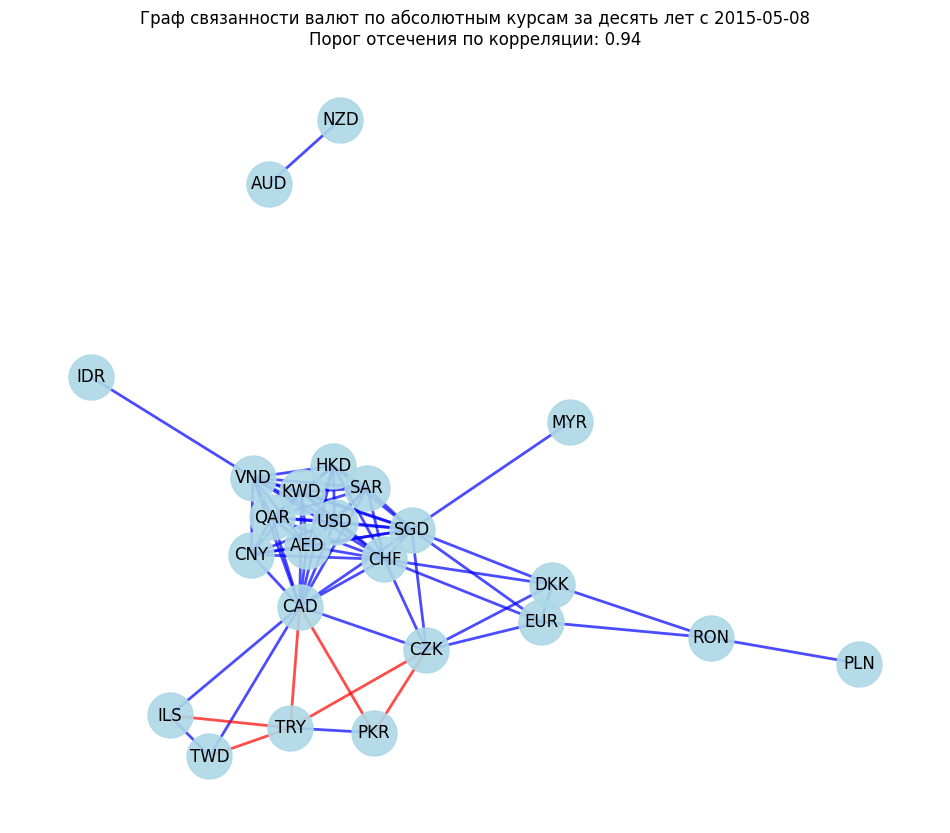 Граф связанности валют по абсолютным курсам за десять лет с 2015-05-08
Порог отсечения по корреляции: 0.94
NZD
AUD
IDR
MYR
HKD
VND
KWD
SAR
QAR
USD
SGD
AED
CNY
CHF
DKK
CAD
EUR
RON
CZK
PLN
ILS
TRY
PKR
TWD